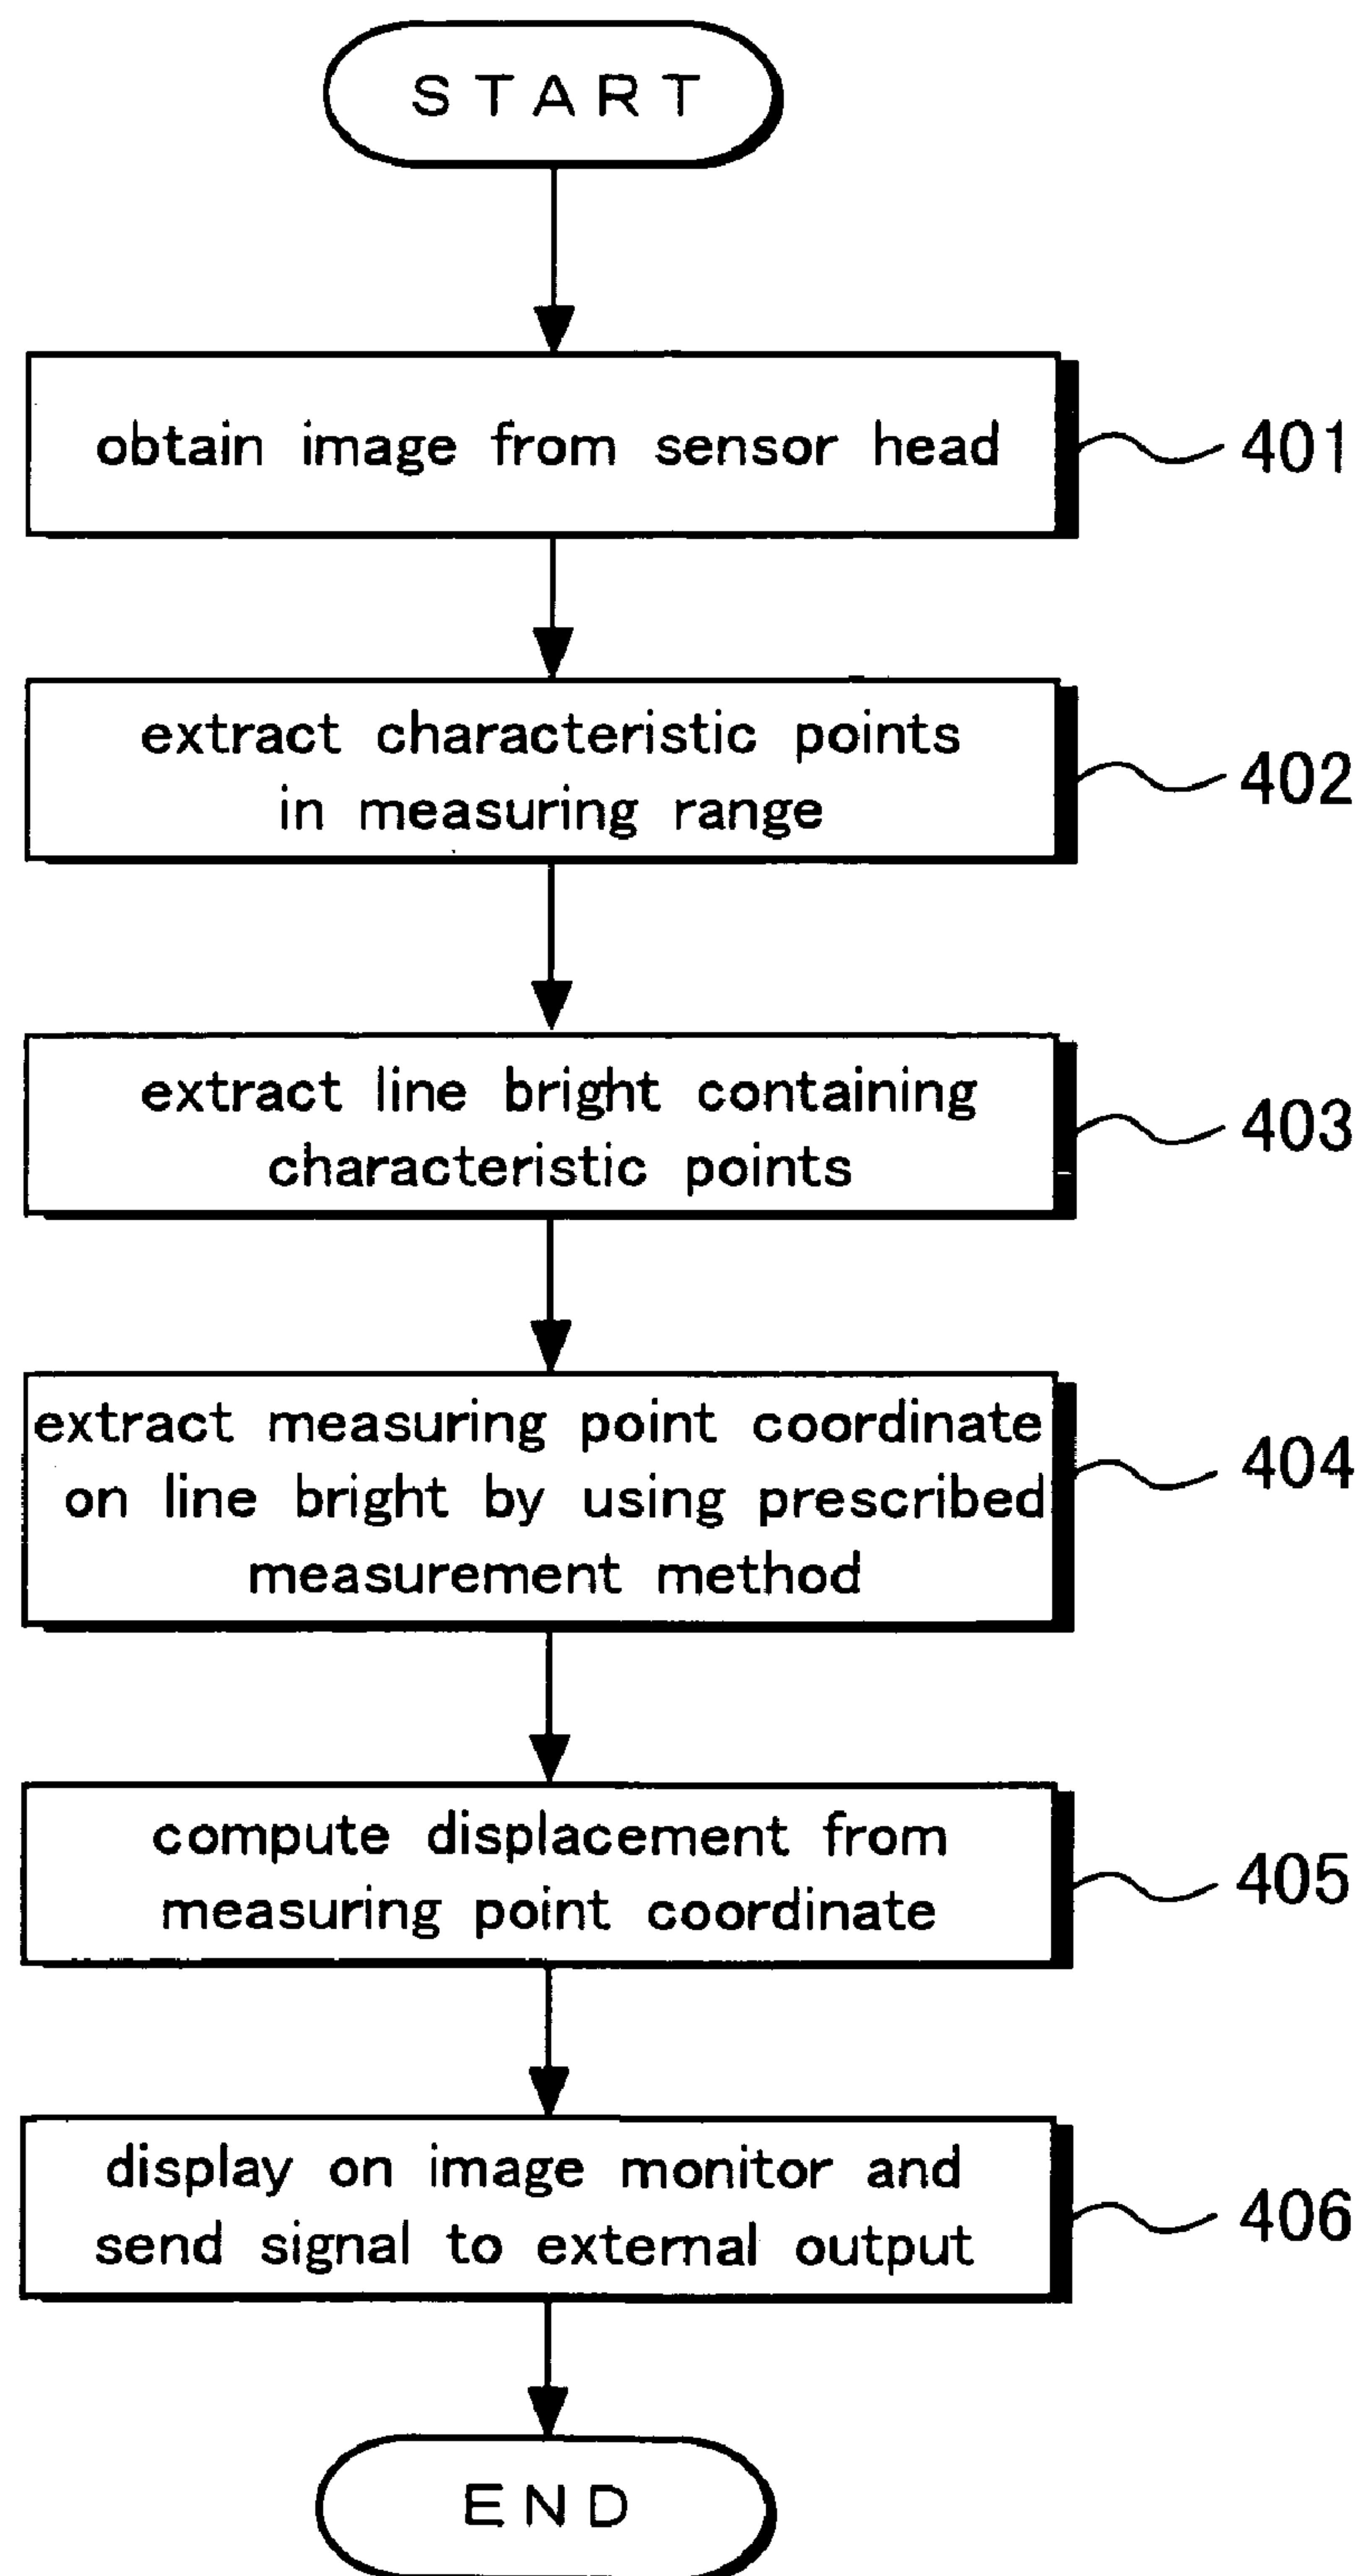 START
obtain image from sensor head
401
extract characteristic points
in measuring range
402
extract line bright containing
characteristic points
403
extract measuring point coordinate
on line bright by using prescribed
measurement method
404
compute displacement from
measuring point coordinate
405
display on image monitor and
send signal to external output
406
END